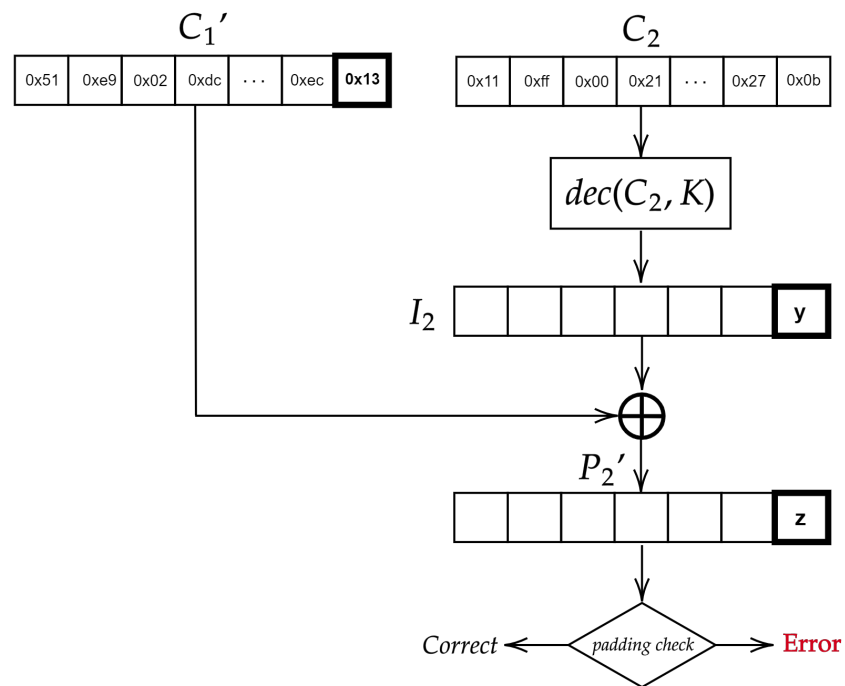 C₁′ C₂
0x51 0xe9 0x02 0xdc ... 0xec 0x13 0x11 0xff 0x00 0x21 ... 0x27 0x0b
dec(C₂, K)
I₂ y
P₂′
z
Correct padding check Error